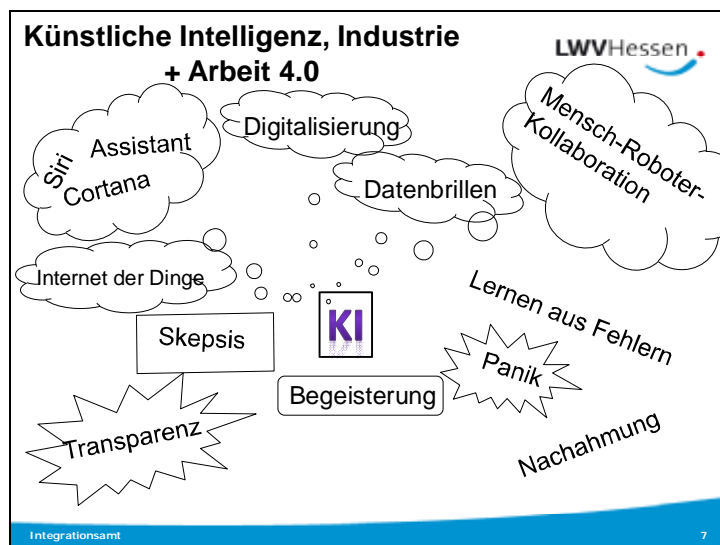 Künstliche Intelligenz, Industrie
+ Arbeit 4.0
LWVHessen
Siri
Assistant
Cortana
Digitalisierung
Datenbrillen
Mensch-Roboter-
Kollaboration
Internet der Dinge
KI
Skepsis
Begeisterung
Lernen aus Fehlern
Panik
Transparenz
Nachahmung
Integrationsamt
7